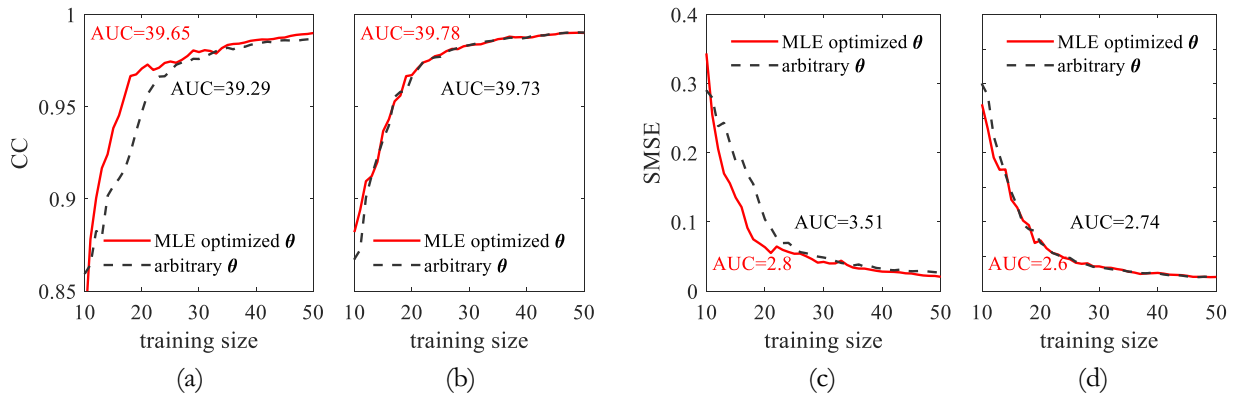 1
AUC=39.65
AUC=39.29
0.95
CC
0.9
MLE optimized θ
arbitrary θ
0.85
10 20 30 40 50
training size
(a)
AUC=39.78
AUC=39.73
MLE optimized θ
arbitrary θ
10 20 30 40 50
training size
(b)
0.4
MLE optimized θ
arbitrary θ
0.3
SMSE
0.2
0.1
AUC=3.51
AUC=2.8
0
10 20 30 40 50
training size
(c)
MLE optimized θ
arbitrary θ
AUC=2.74
AUC=2.6
10 20 30 40 50
training size
(d)